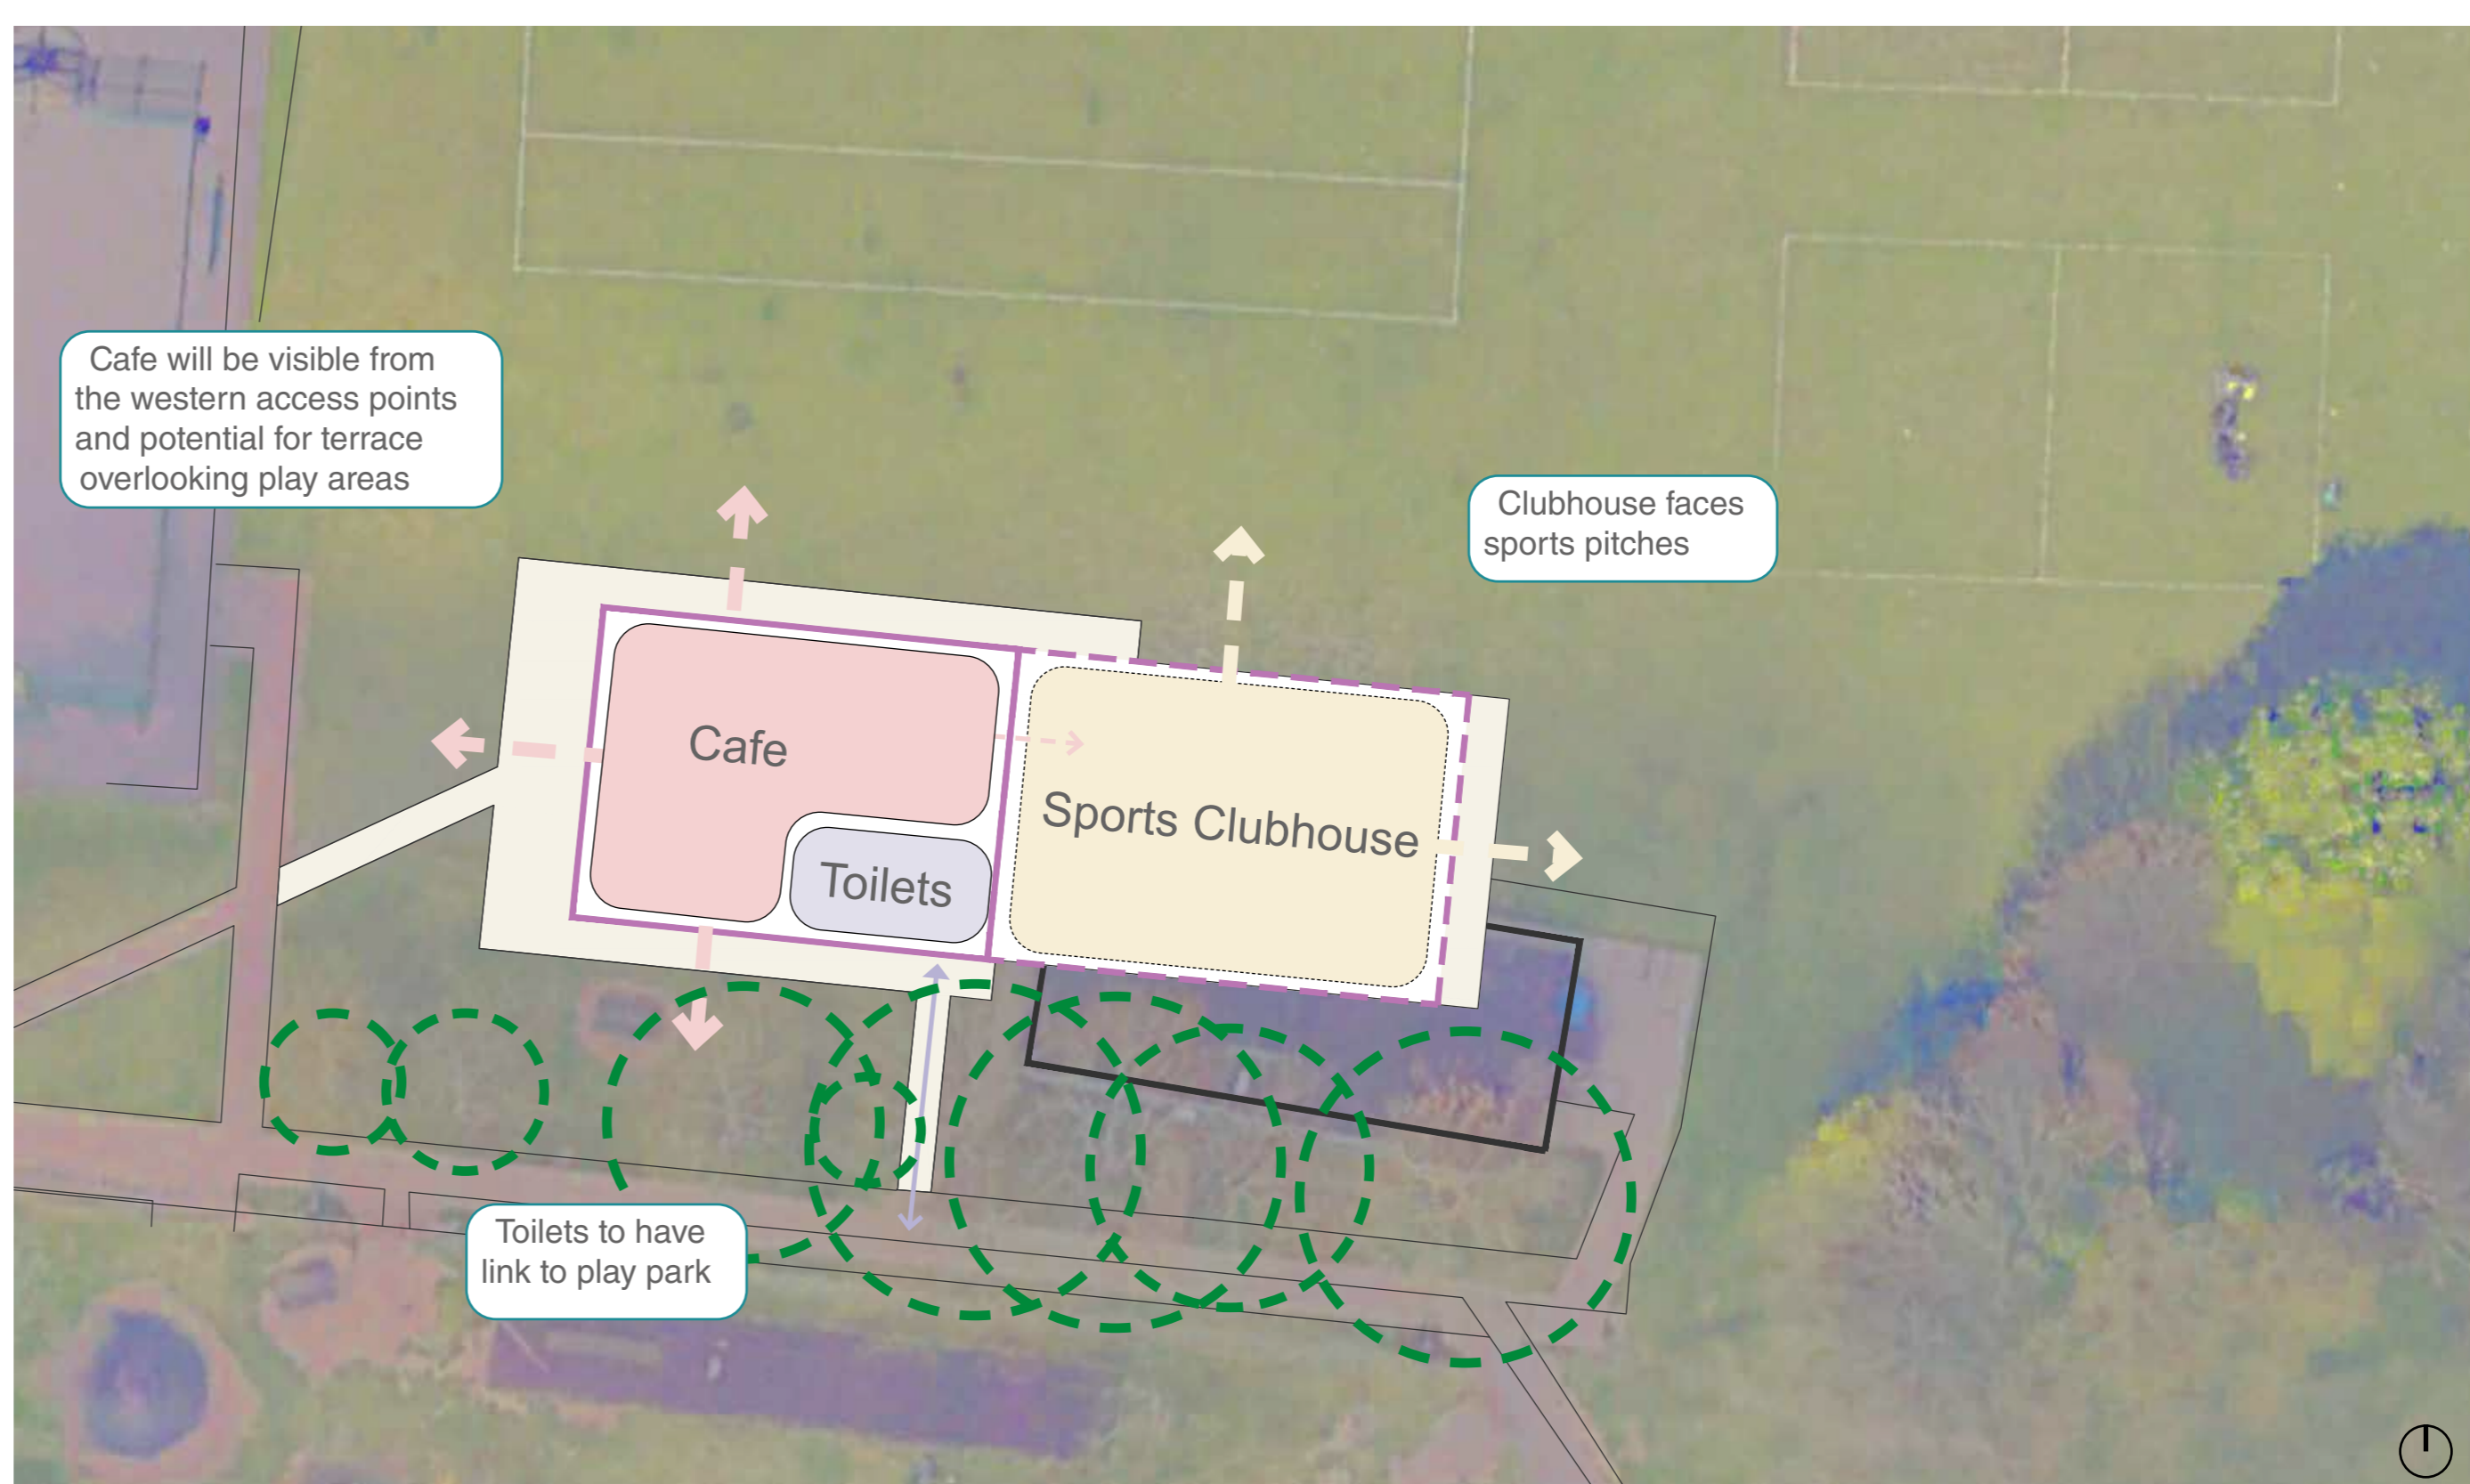 Cafe will be visible from
the western access points
and potential for terrace
overlooking play areas
Clubhouse faces
sports pitches
Cafe
Sports Clubhouse
Toilets
Toilets to have
link to play park